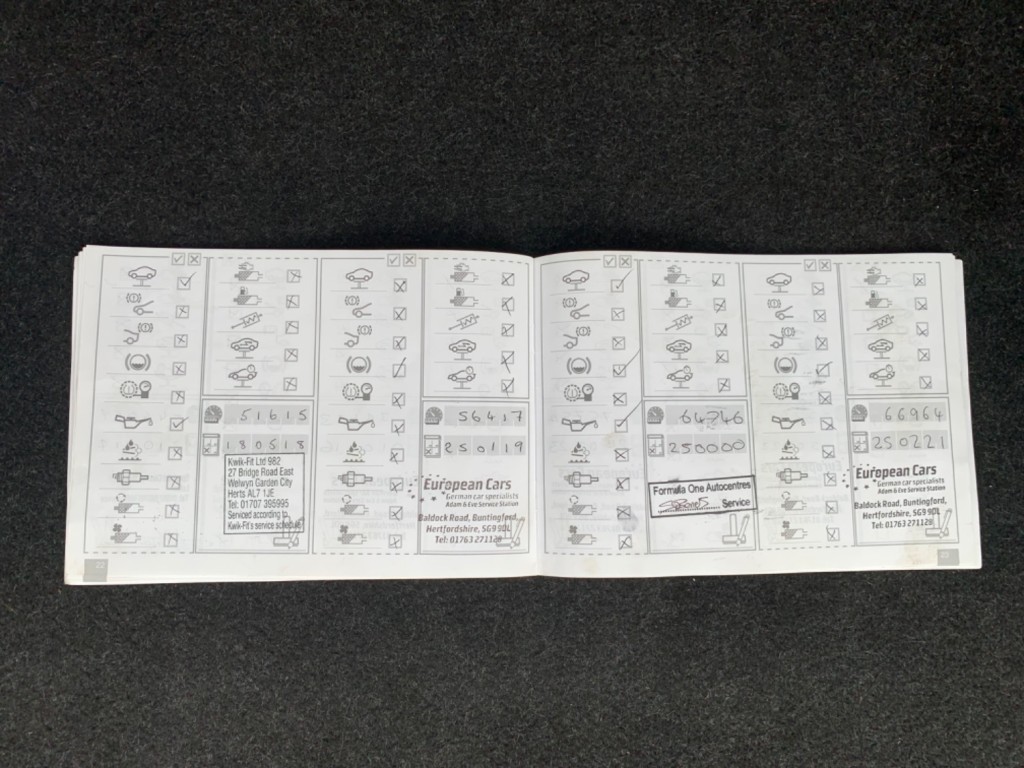 51615
180518
Kwik-Fit Ltd 982
27 Bridge Road East
Welwyn Garden City
Herts AL7 1JE
Tel: 01707 395995
Serviced according to
Kwik-Fit's service schedule
22
56417
250119
European Cars
German car specialists
Adam & Eve Service Station
Baldock Road, Buntingford,
Hertfordshire, SG9 9DL
Tel: 01763 271128
64746
250000
Formula One Autocentres
Service
66964
250221
European Cars
German car specialists
Adam & Eve Service Station
Baldock Road, Buntingford,
Hertfordshire, SG9 9DL
Tel: 01763 271128